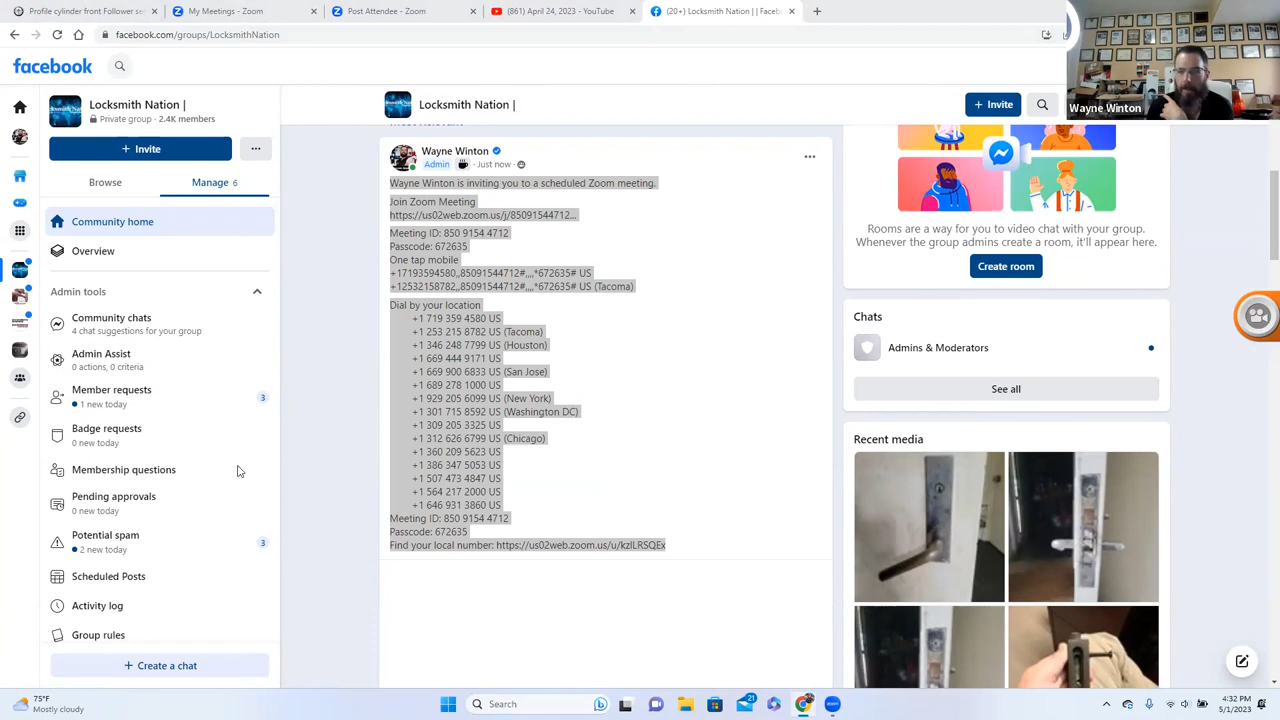 Profile cylinder front Follower se
My Meetings - Zoom
Post Attendee - Zoom
(861) April 24, 2023 - YouTube
(20+) Locksmith Nation | | Faceb
facebook.com/groups/LocksmithNation
facebook
Locksmith Nation |
Private group · 2.4K members
+ Invite
Browse
Manage 6
Community home
Overview
Admin tools
Community chats
4 chat suggestions for your group
Admin Assist
0 actions, 0 criteria
Member requests
1 new today
3
Badge requests
0 new today
Membership questions
Pending approvals
0 new today
Potential spam
2 new today
3
Scheduled Posts
Activity log
Group rules
+ Create a chat
Locksmith Nation |
+ Invite
Wayne Winton
Admin
Just now
Wayne Winton is inviting you to a scheduled Zoom meeting.
Join Zoom Meeting
https://us02web.zoom.us/j/85091544712...
Meeting ID: 850 9154 4712
Passcode: 672635
One tap mobile
+17193594580,,85091544712#,,,,*672635# US
+12532158782,,85091544712#,,,,*672635# US (Tacoma)
Dial by your location
+1 719 359 4580 US
+1 253 215 8782 US (Tacoma)
+1 346 248 7799 US (Houston)
+1 669 444 9171 US
+1 669 900 6833 US (San Jose)
+1 689 278 1000 US
+1 929 205 6099 US (New York)
+1 301 715 8592 US (Washington DC)
+1 309 205 3325 US
+1 312 626 6799 US (Chicago)
+1 360 209 5623 US
+1 386 347 5053 US
+1 507 473 4847 US
+1 564 217 2000 US
+1 646 931 3860 US
Meeting ID: 850 9154 4712
Passcode: 672635
Find your local number: https://us02web.zoom.us/u/kzlLRSQEx
Rooms are a way for you to video chat with your group.
Whenever the group admins create a room, it'll appear here.
Create room
Chats
Admins & Moderators
See all
Recent media
Wayne Winton
75°F
Mostly cloudy
Search
21
4:32 PM
5/1/2023